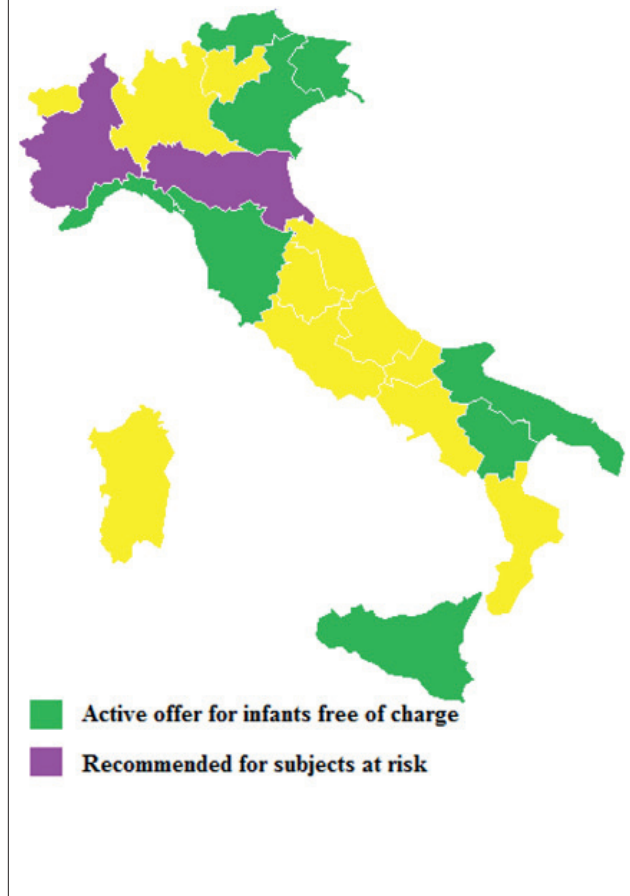 Active offer for infants free of charge
Recommended for subjects at risk